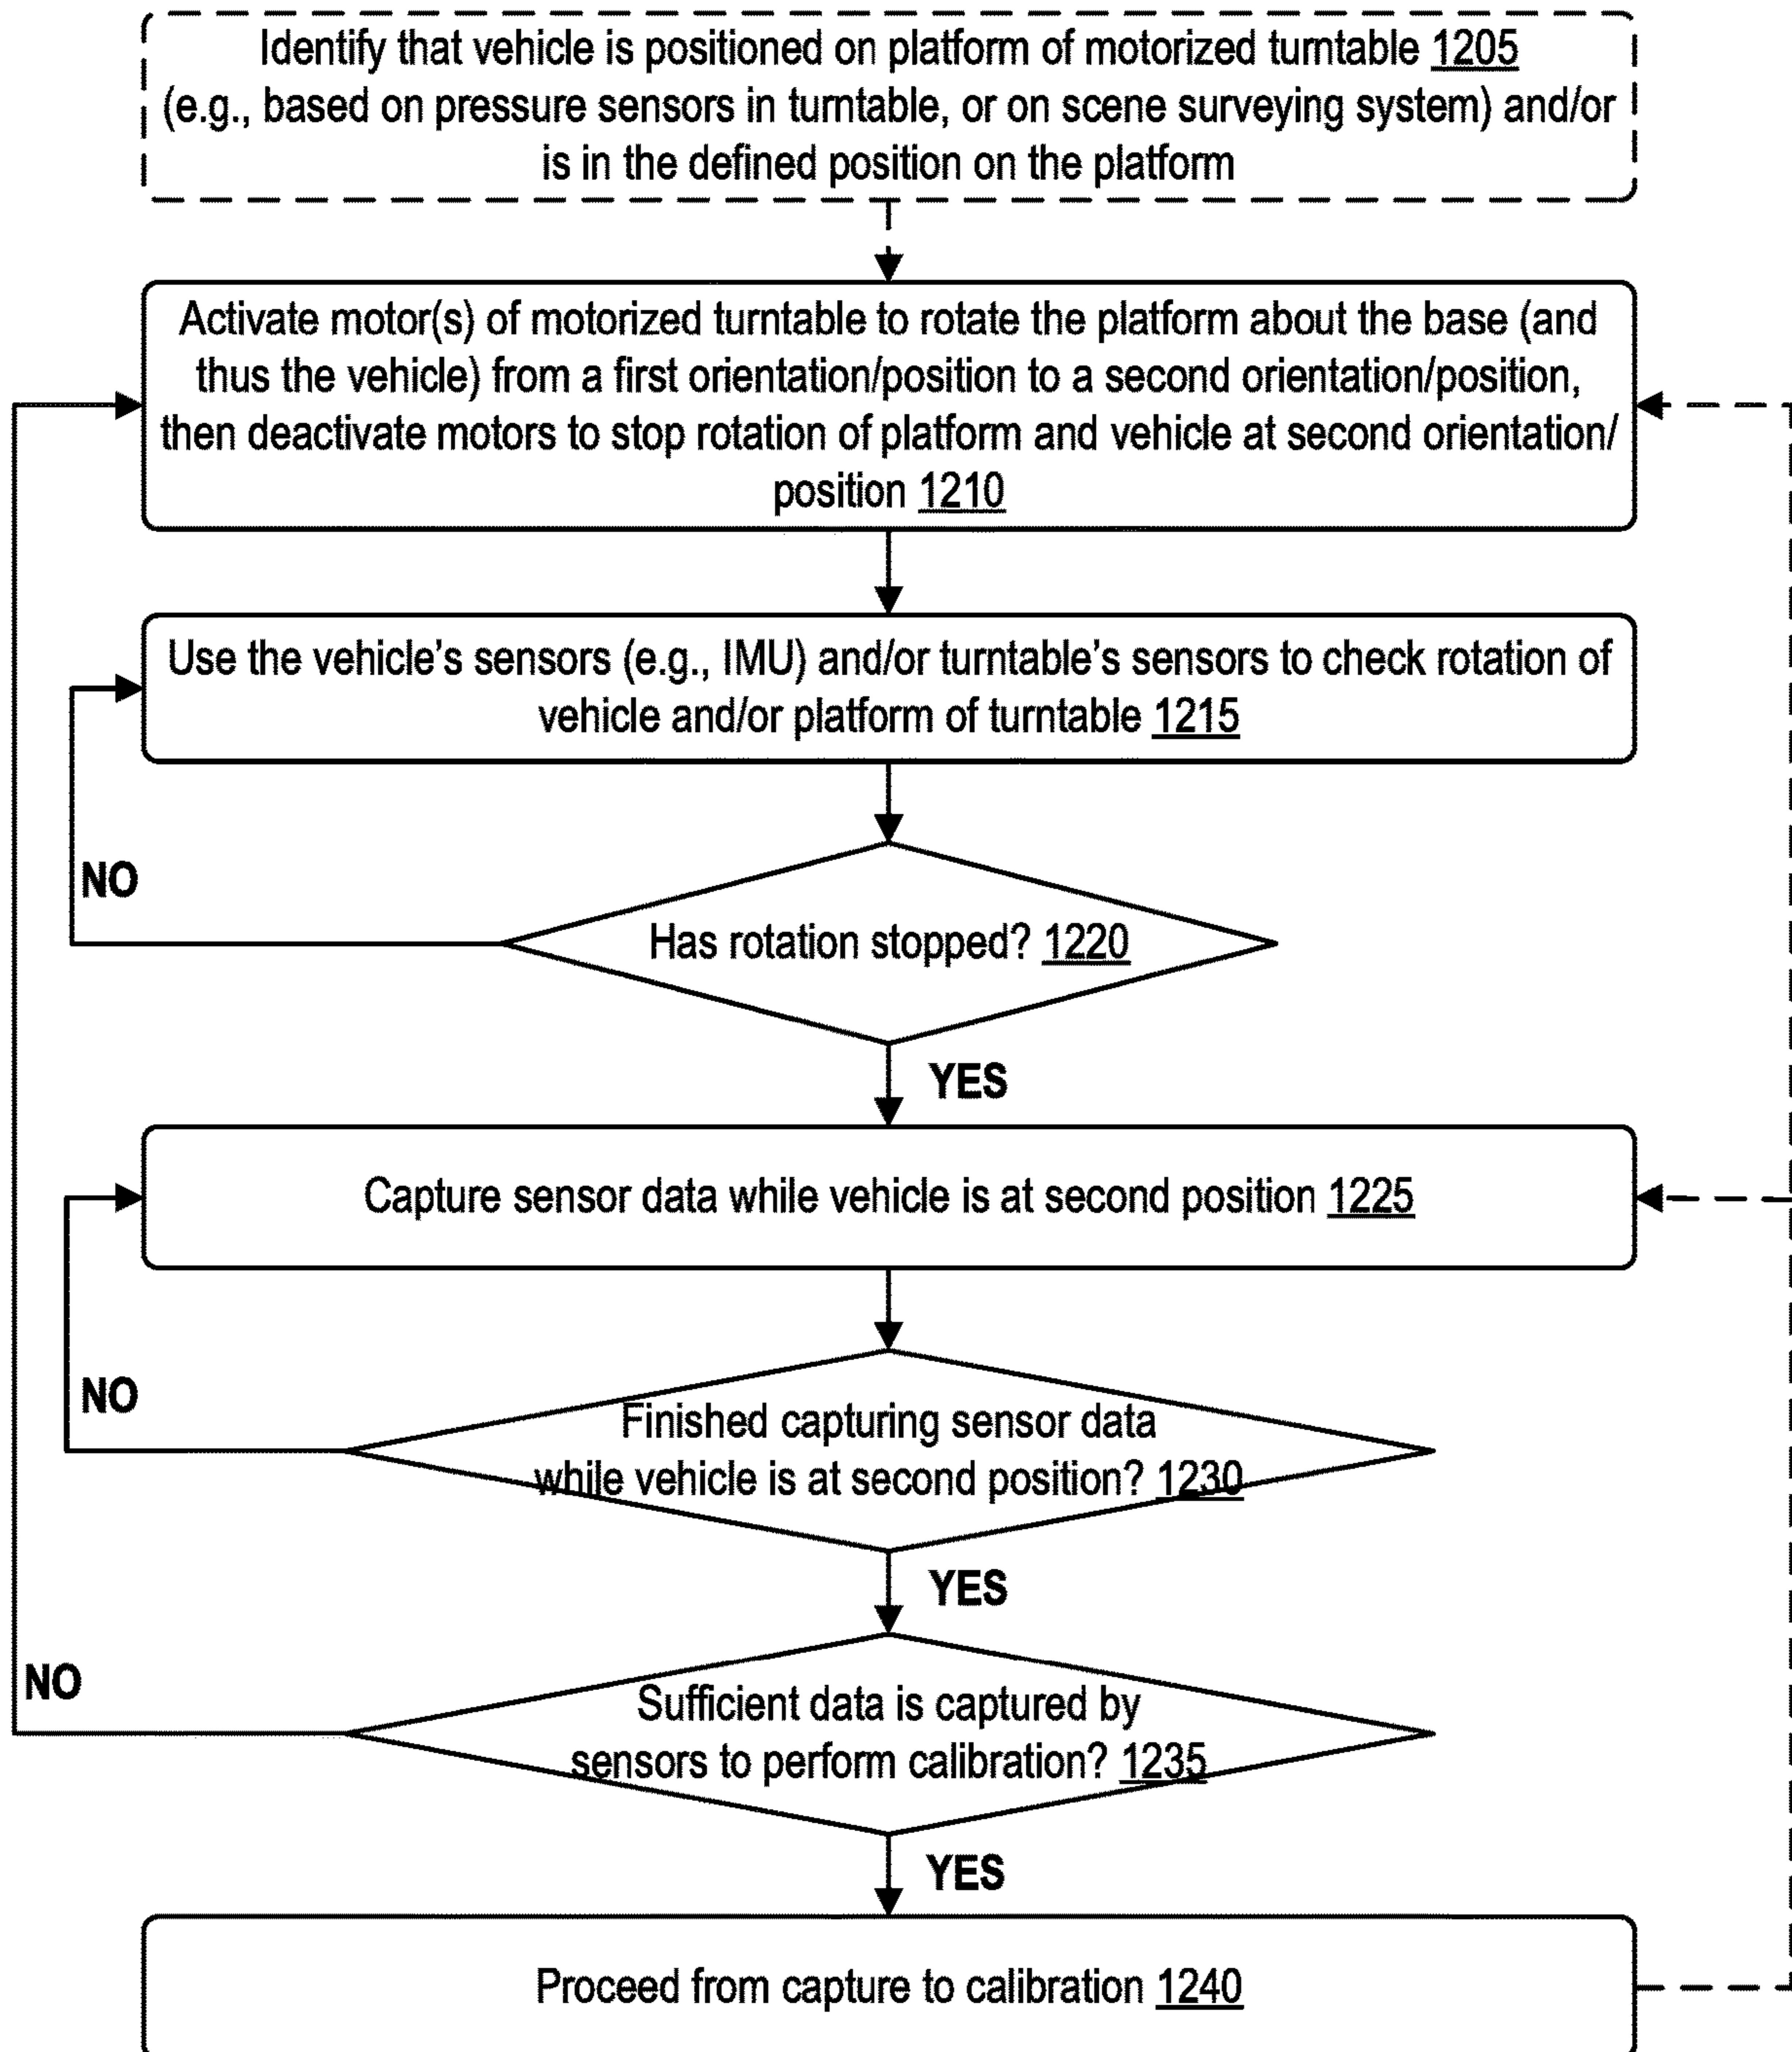 Identify that vehicle is positioned on platform of motorized turntable 1205
(e.g., based on pressure sensors in turntable, or on scene surveying system) and/or
is in the defined position on the platform
Activate motor(s) of motorized turntable to rotate the platform about the base (and
thus the vehicle) from a first orientation/position to a second orientation/position,
then deactivate motors to stop rotation of platform and vehicle at second orientation/
position 1210
Use the vehicle's sensors (e.g., IMU) and/or turntable's sensors to check rotation of
vehicle and/or platform of turntable 1215
NO
Has rotation stopped? 1220
YES
Capture sensor data while vehicle is at second position 1225
NO
Finished capturing sensor data
while vehicle is at second position? 1230
YES
NO
Sufficient data is captured by
sensors to perform calibration? 1235
YES
Proceed from capture to calibration 1240